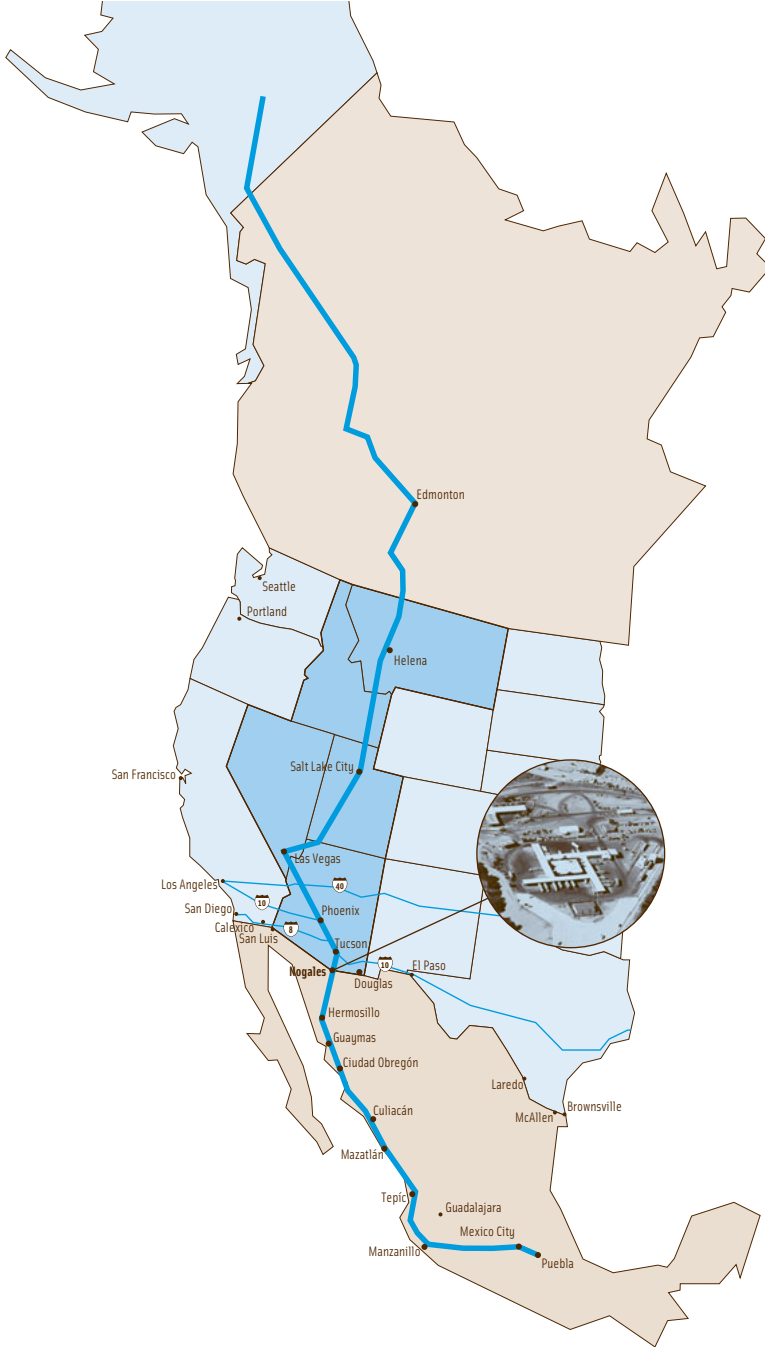 Edmonton
Seattle
Portland
Helena
Salt Lake City
San Francisco
Las Vegas
Los Angeles
40
10
San Diego
Phoenix
Calexico
8
San Luis
Tucson
10
El Paso
Nogales
Douglas
Hermosillo
Guaymas
Ciudad Obregón
Laredo
Culiacán
Brownsville
McAllen
Mazatlán
Tepíc
Guadalajara
Mexico City
Manzanillo
Puebla